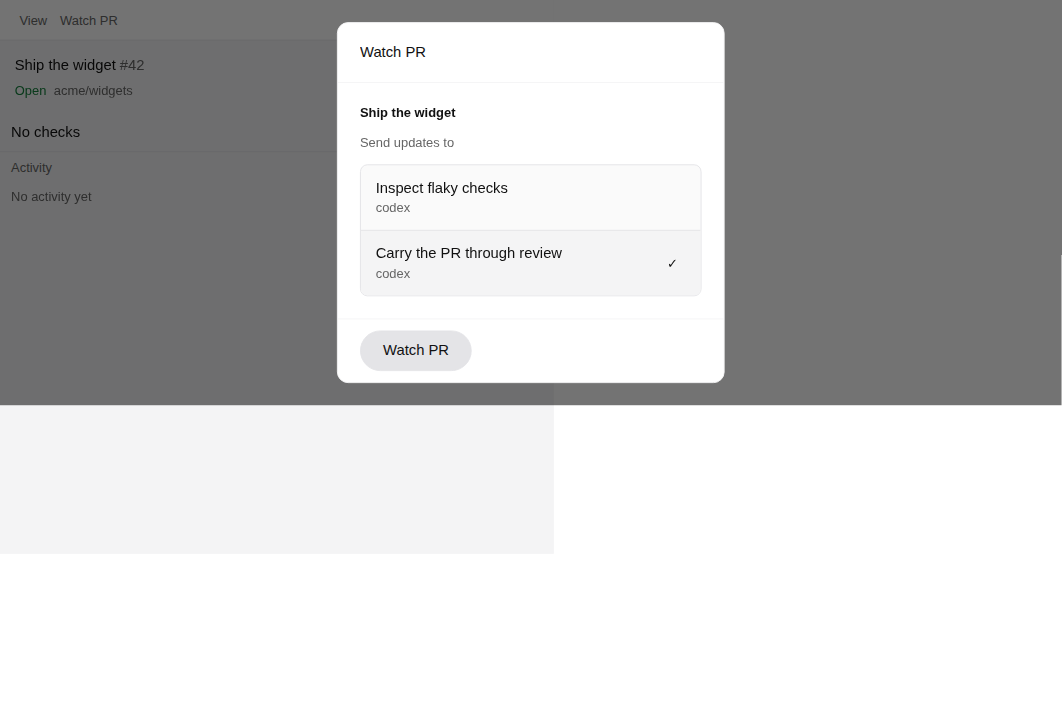 View Watch PR
Ship the widget #42
Open acme/widgets
No checks
Activity
No activity yet
Watch PR
Ship the widget
Send updates to
Inspect flaky checks
codex
Carry the PR through review
codex
✓
Watch PR